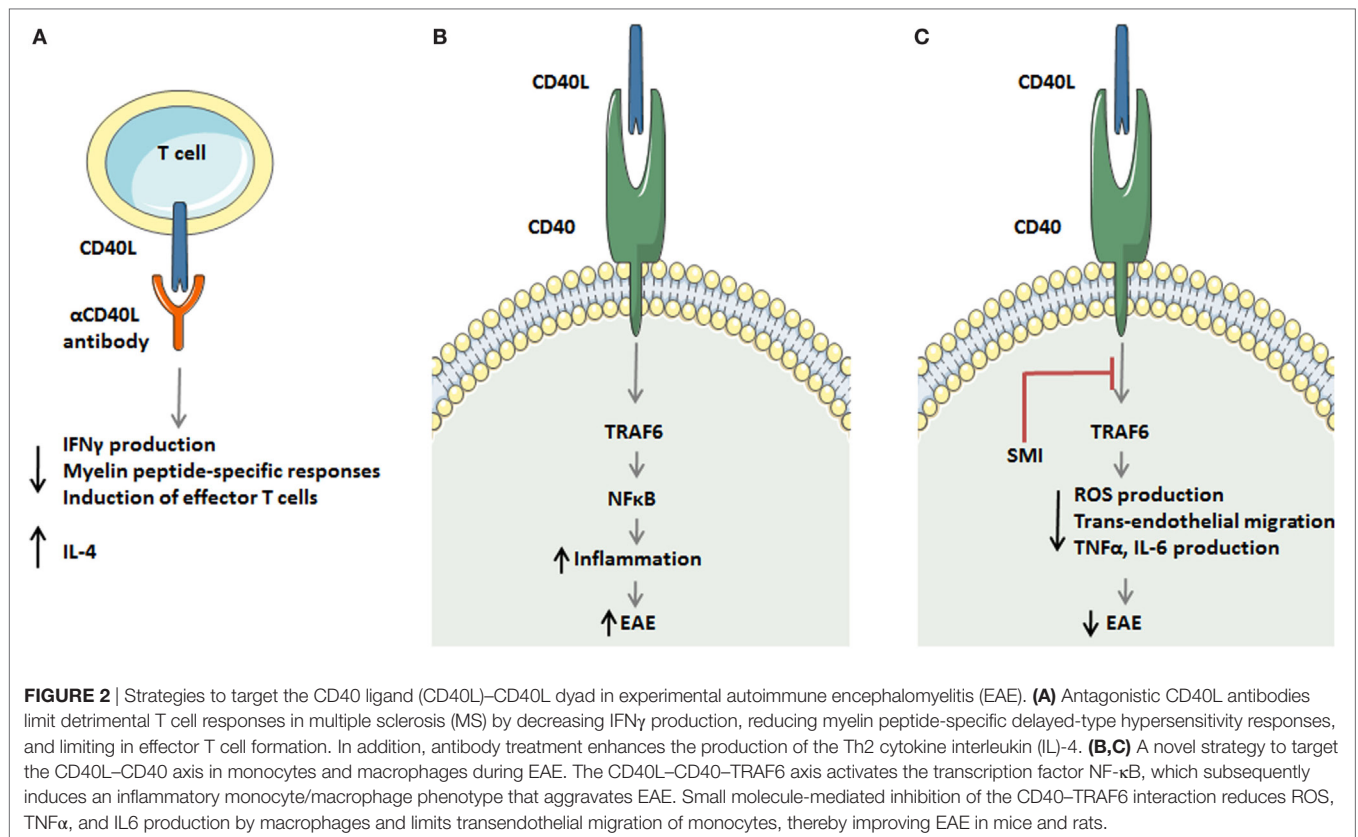 A
T cell
CD40L
αCD40L
antibody
IFNγ production
Myelin peptide-specific responses
Induction of effector T cells
IL-4
B
CD40L
CD40
TRAF6
NFκB
Inflammation
EAE
C
CD40L
CD40
SMI
TRAF6
ROS production
Trans-endothelial migration
TNFα, IL-6 production
EAE
FIGURE 2 | Strategies to target the CD40 ligand (CD40L)–CD40L dyad in experimental autoimmune encephalomyelitis (EAE). (A) Antagonistic CD40L antibodies
limit detrimental T cell responses in multiple sclerosis (MS) by decreasing IFNγ production, reducing myelin peptide-specific delayed-type hypersensitivity responses,
and limiting in effector T cell formation. In addition, antibody treatment enhances the production of the Th2 cytokine interleukin (IL)-4. (B,C) A novel strategy to target
the CD40L–CD40 axis in monocytes and macrophages during EAE. The CD40L–CD40–TRAF6 axis activates the transcription factor NF-κB, which subsequently
induces an inflammatory monocyte/macrophage phenotype that aggravates EAE. Small molecule-mediated inhibition of the CD40–TRAF6 interaction reduces ROS,
TNFα, and IL6 production by macrophages and limits transendothelial migration of monocytes, thereby improving EAE in mice and rats.